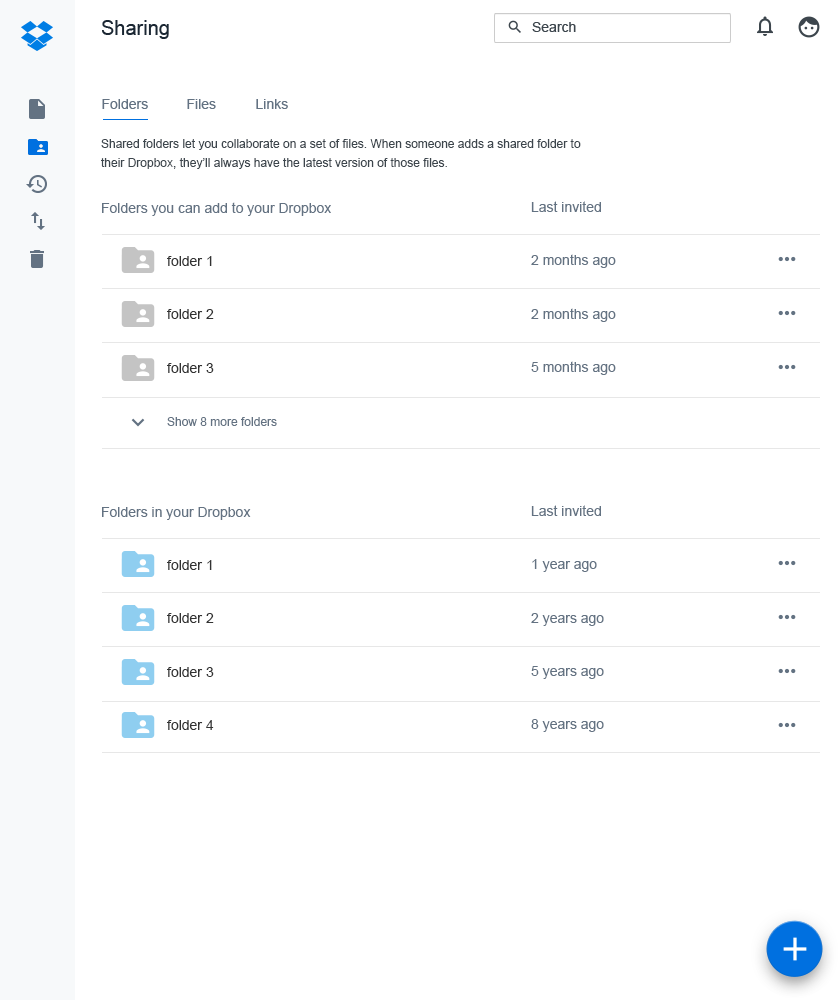 Sharing
Search
Folders Files Links
Shared folders let you collaborate on a set of files. When someone adds a shared folder to
their Dropbox, they'll always have the latest version of those files.
Folders you can add to your Dropbox Last invited
folder 1 2 months ago
folder 2 2 months ago
folder 3 5 months ago
Show 8 more folders
Folders in your Dropbox Last invited
folder 1 1 year ago
folder 2 2 years ago
folder 3 5 years ago
folder 4 8 years ago